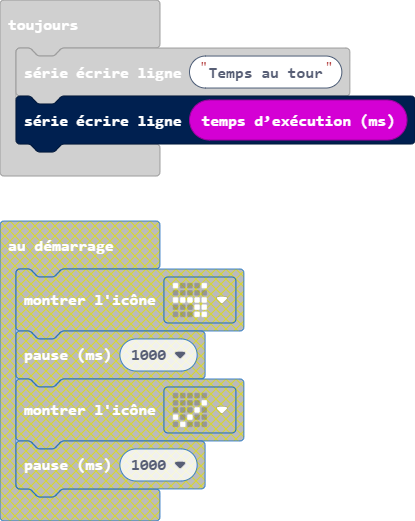 toujours
série écrire ligne "Temps au tour"
série écrire ligne temps d’exécution (ms)
au démarrage
montrer l'icône
pause (ms) 1000
montrer l'icône
pause (ms) 1000